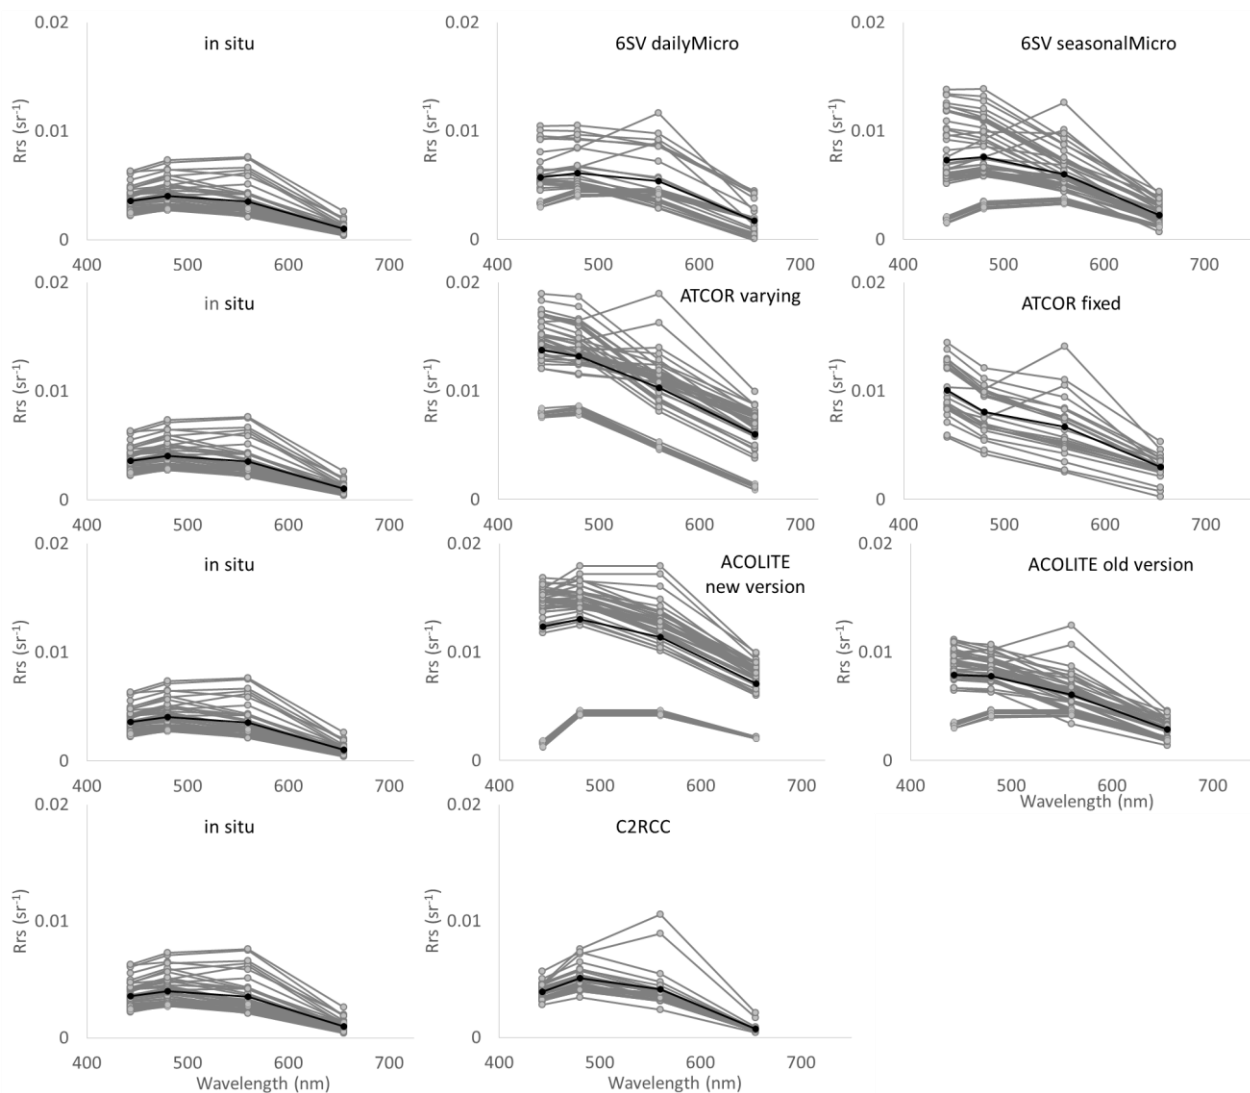 0.02
in situ
Rrs (sr⁻¹)
0.01
0
400 500 600 700
0.02
6SV dailyMicro
0.01
0
400 500 600 700
0.02
6SV seasonalMicro
Rrs (sr⁻¹)
0.01
0
400 500 600 700
0.02
in situ
Rrs (sr⁻¹)
0.01
0
400 500 600 700
0.02
ATCOR varying
0.01
0
400 500 600 700
0.02
ATCOR fixed
Rrs (sr⁻¹)
0.01
0
400 500 600 700
0.02
in situ
Rrs (sr⁻¹)
0.01
0
400 500 600 700
0.02
ACOLITE
new version
Rrs (sr⁻¹)
0.01
0
400 500 600 700
0.02
ACOLITE old version
Rrs (sr⁻¹)
0.01
0
400 500 600 700
Wavelength (nm)
0.02
in situ
Rrs (sr⁻¹)
0.01
0
400 500 600 700
Wavelength (nm)
0.02
C2RCC
Rrs (sr⁻¹)
0.01
0
400 500 600 700
Wavelength (nm)